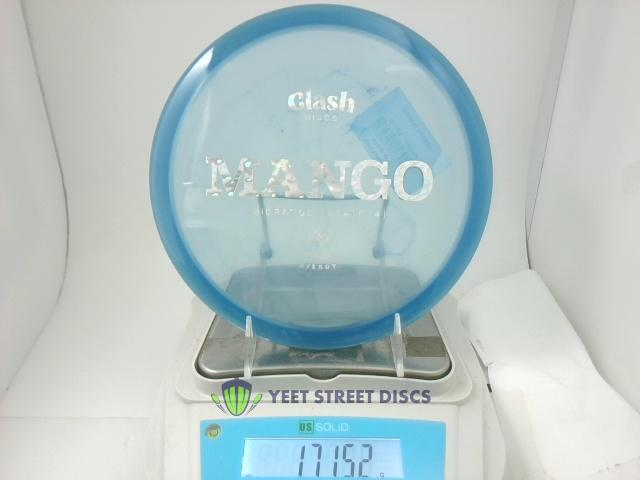 Clash
DISCS
MANGO
STEADY
YEET STREET DISCS
US SOLID
171.52 g